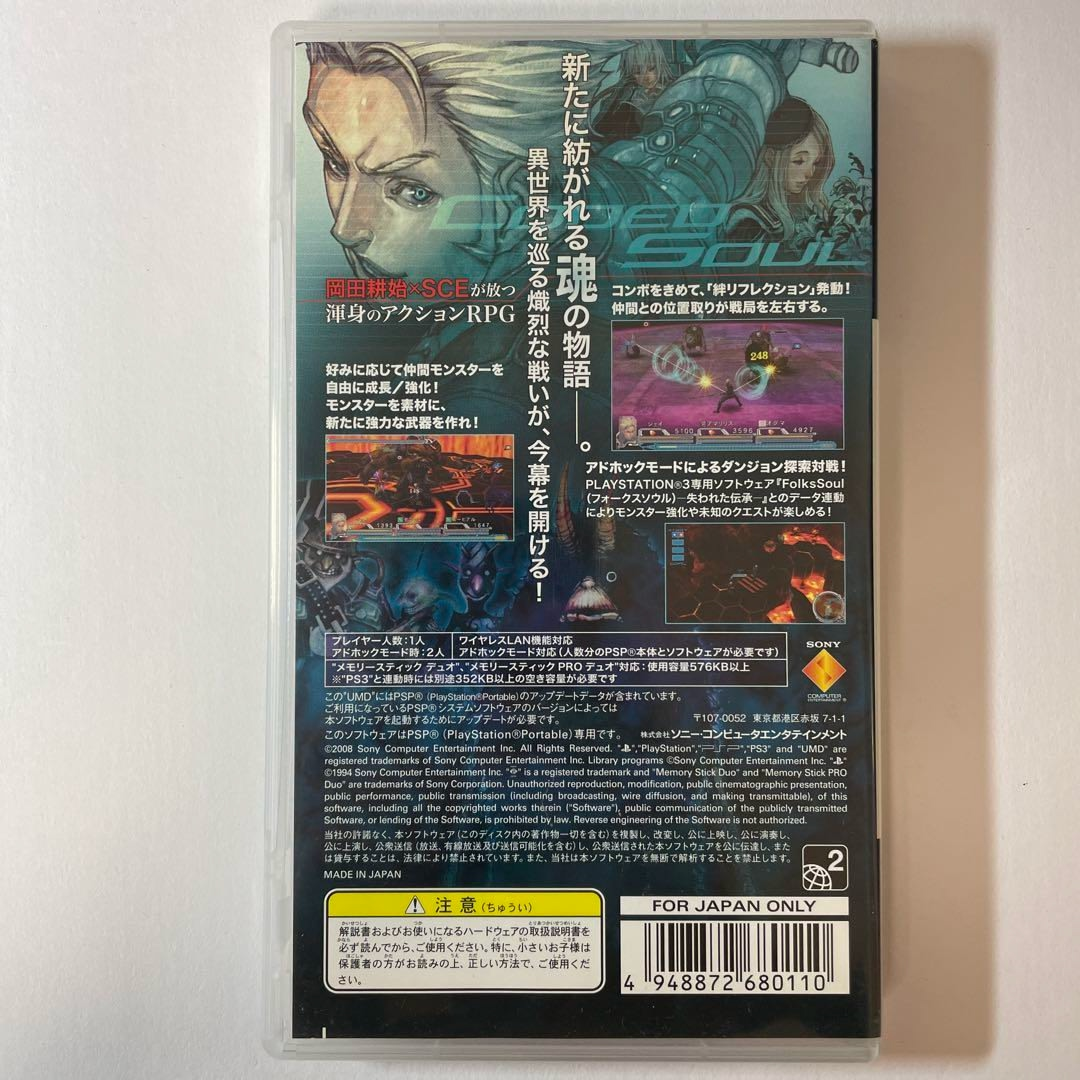 新たに紡がれる魂の物語――。
異世界を巡る熾烈な戦いが、今幕を開ける!
CODED
SOUL
岡田耕始×SCEが放つ
渾身のアクションRPG
好みに応じて仲間モンスターを
自由に成長/強化!
モンスターを素材に、
新たに強力な武器を作れ!
1393
1647
コンボをきめて、「絆リフレクション」発動!
仲間との位置取りが戦局を左右する。
248
ジェイ
アマリリス
オグマ
5100
3596
4927
アドホックモードによるダンジョン探索対戦!
PLAYSTATION®3専用ソフトウェア『FolksSoul
(フォークスソウル)―失われた伝承―』とのデータ連動
によりモンスター強化や未知のクエストが楽しめる!
プレイヤー人数:1人
アドホックモード時:2人
ワイヤレスLAN機能対応
アドホックモード対応(人数分のPSP®本体とソフトウェアが必要です)
"メモリースティック デュオ"、"メモリースティック PRO デュオ"対応:使用容量576KB以上
※"PS3"と連動時には別途352KB以上の空き容量が必要です
SONY
COMPUTER
ENTERTAINMENT®
この"UMD"にはPSP®(PlayStation®Portable)のアップデートデータが含まれています。
ご利用になっているPSP®システムソフトウェアのバージョンによっては
本ソフトウェアを起動するためにアップデートが必要です。
このソフトウェアはPSP®(PlayStation®Portable)専用です。
〒107-0052 東京都港区赤坂 7-1-1
株式会社 ソニー・コンピュータエンタテインメント
©2008 Sony Computer Entertainment Inc. All Rights Reserved. "","PlayStation","PSP","PS3" and "UMD" are
registered trademarks of Sony Computer Entertainment Inc. Library programs ©Sony Computer Entertainment Inc. ""
©1994 Sony Computer Entertainment Inc. "" is a registered trademark and "Memory Stick Duo" and "Memory Stick PRO
Duo" are trademarks of Sony Corporation. Unauthorized reproduction, modification, public cinematographic presentation,
public performance, public transmission (including broadcasting, wire diffusion, and making transmittable), of this
software, including all the copyrighted works therein ("Software"), public communication of the publicly transmitted
Software, or lending of the Software, is prohibited by law. Reverse engineering of the Software is not authorized.
当社の許諾なく、本ソフトウェア(このディスク内の著作物一切を含む)を複製し、改変し、公に上映し、公に演奏し、
公に上演し、公衆送信(放送、有線放送及び送信可能化を含む)し、公衆送信された本ソフトウェアを公に伝達し、また
は貸与することは、法律により禁止されています。また、当社は本ソフトウェアを無断で解析することを許諾しません。
MADE IN JAPAN
2
注意(ちゅうい)
解説書およびお使いになるハードウェアの取扱説明書を
必ず読んでから、ご使用ください。特に、小さいお子様は
保護者の方がお読みの上、正しい方法で、ご使用くだ
さい。
FOR JAPAN ONLY
4 948872 680110